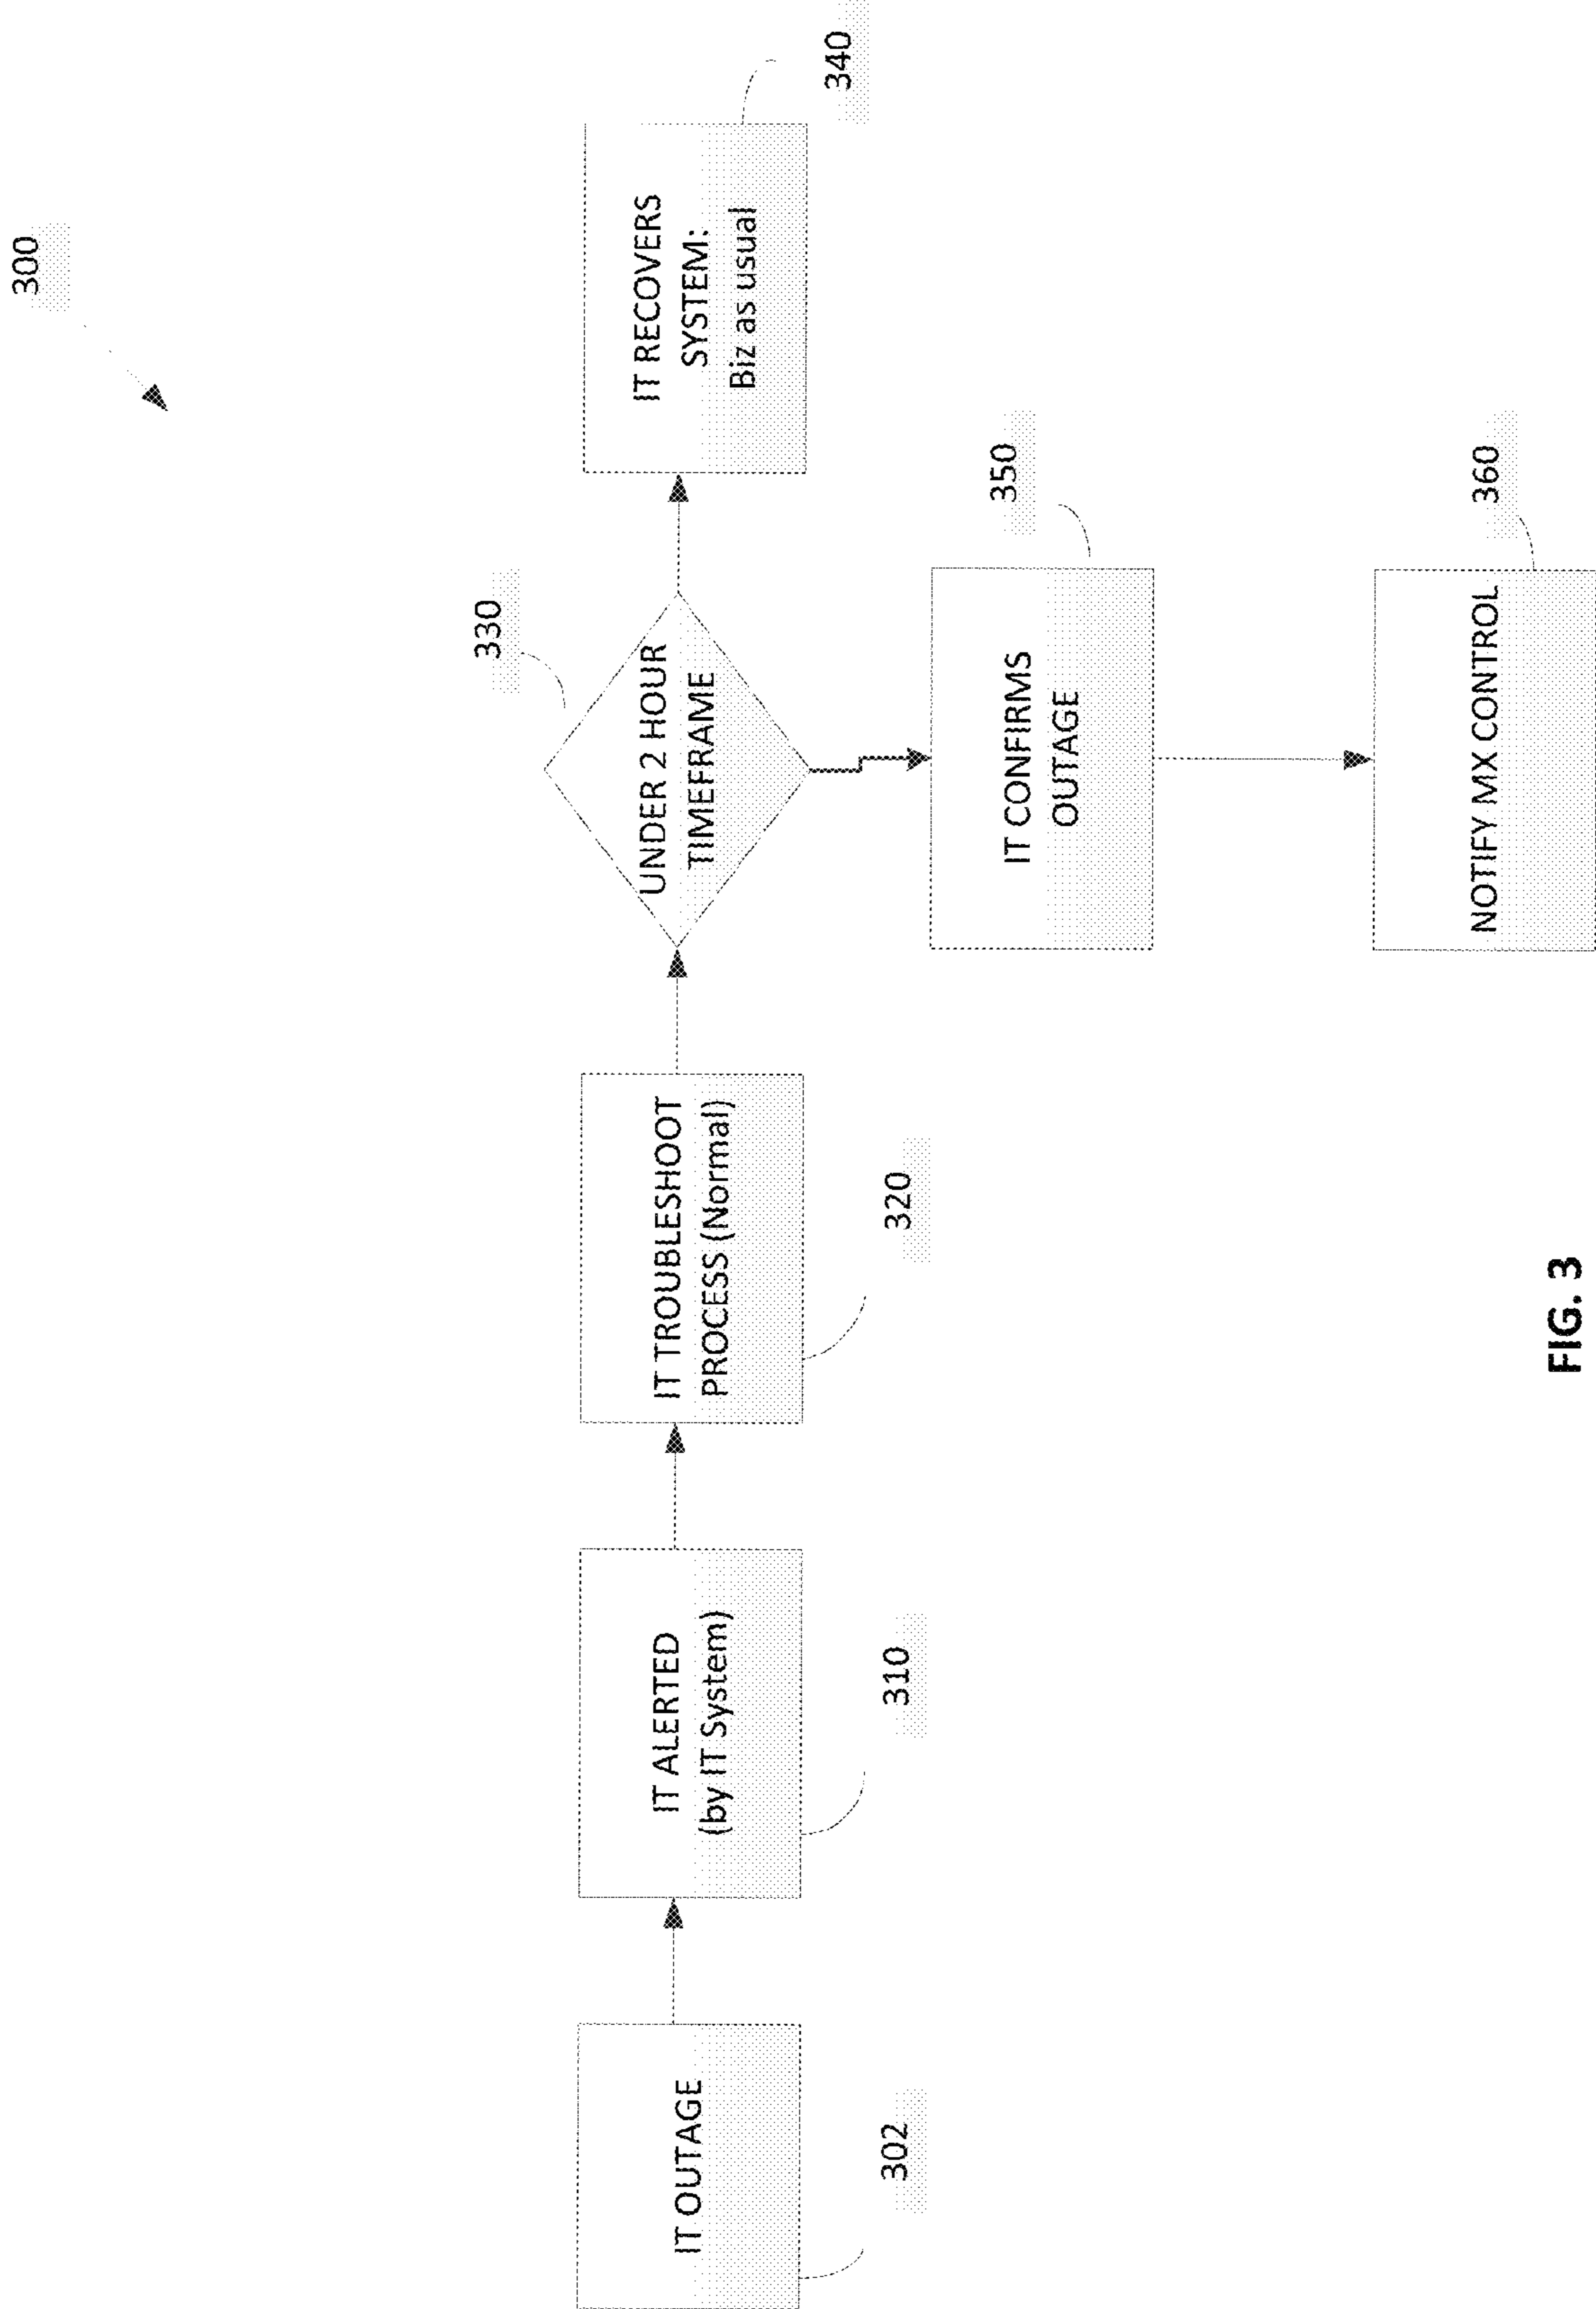 300
IT OUTAGE
302
IT ALERTED
(by IT System)
310
IT TROUBLESHOOT
PROCESS (Normal)
320
UNDER 2 HOUR
TIMEFRAME
330
IT RECOVERS
SYSTEM:
Biz as usual
340
IT CONFIRMS
OUTAGE
350
NOTIFY MX CONTROL
360
FIG. 3